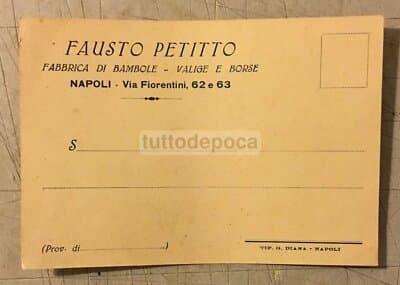 FAUSTO PETITTO
FABBRICA DI BAMBOLE - VALIGE E BORSE
NAPOLI - Via Fiorentini, 62 e 63
tuttodepoca
S
(Prov. di
TIP. G. DIANA - NAPOLI